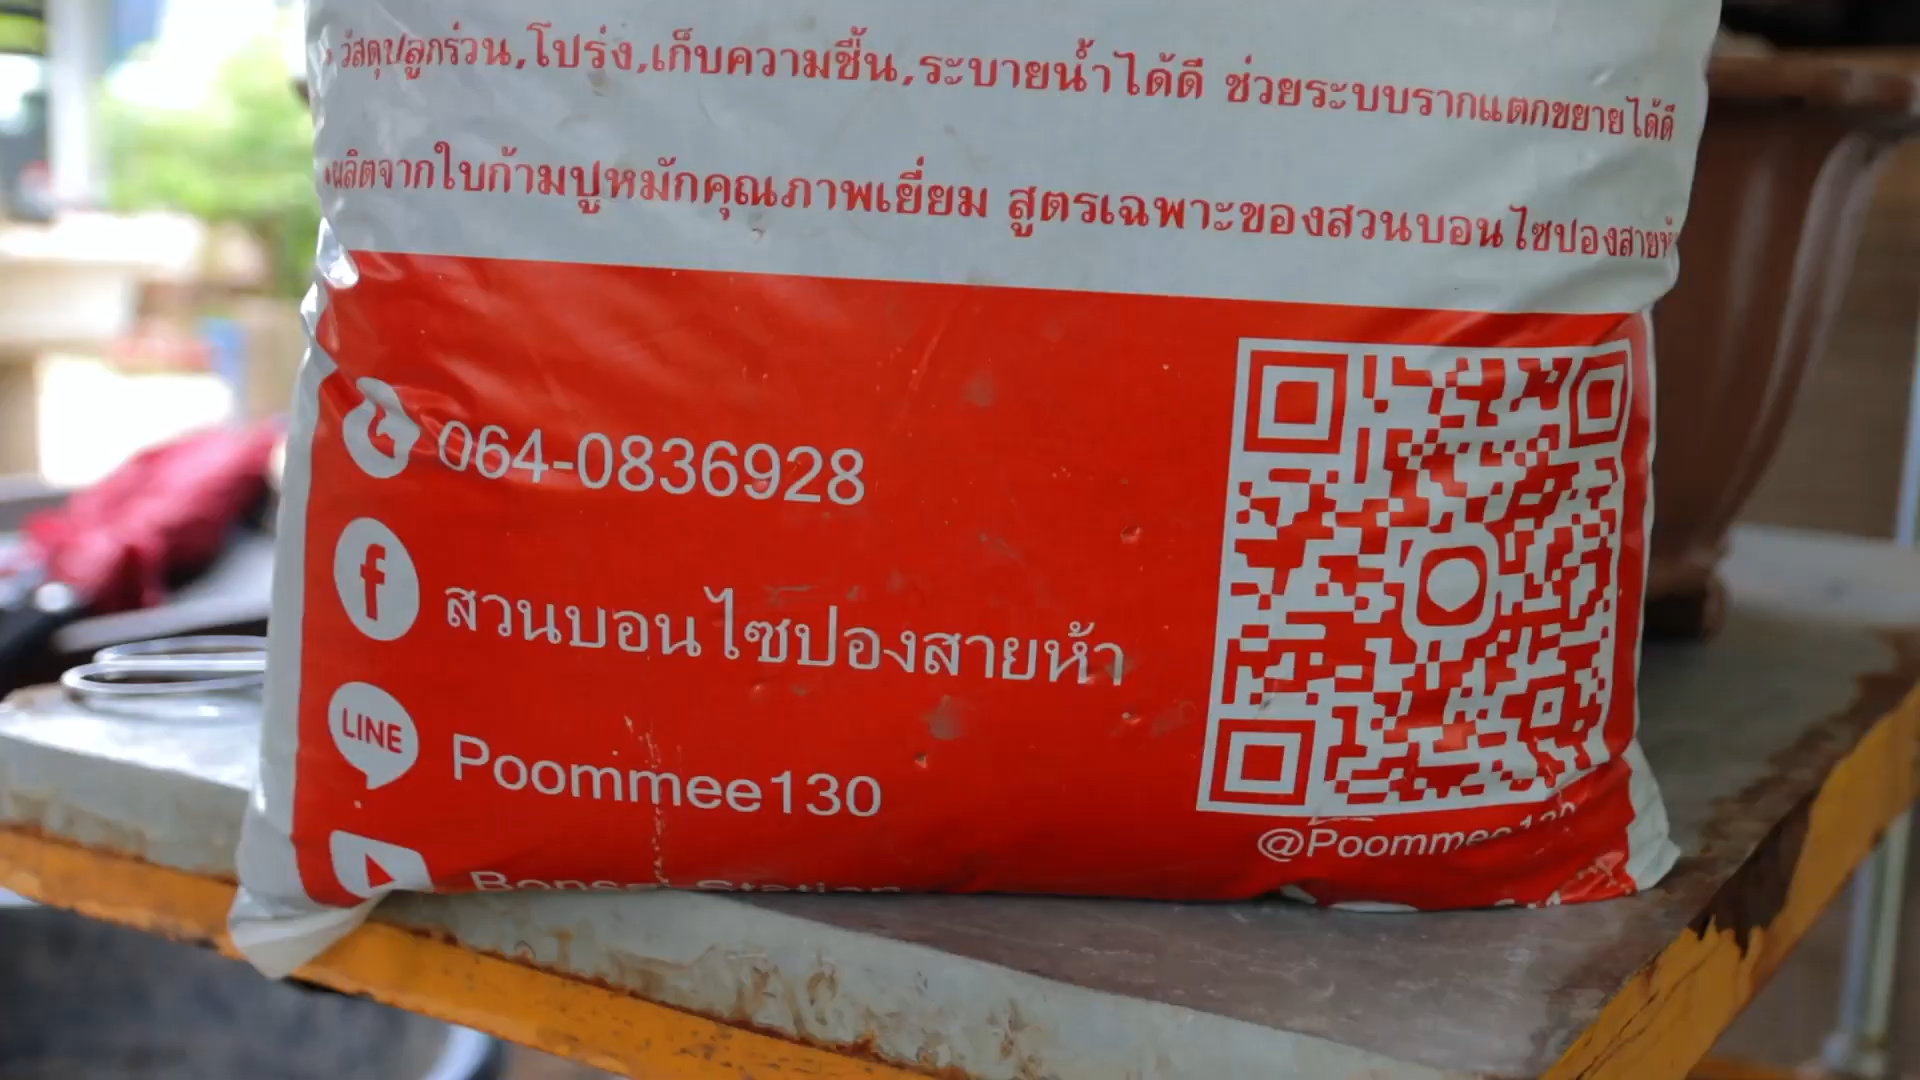 วัสดุปลูกร่วน,โปร่ง,เก็บความชื้น,ระบายน้ำได้ดี ช่วยระบบรากแตกขยายได้ดี
ผลิตจากใบก้ามปูหมักคุณภาพเยี่ยม สูตรเฉพาะของสวนบอนไซปองสายห้า
064-0836928
f
สวนบอนไซปองสายห้า
LINE
Poommee130
Bonsai Station
@Poommee130